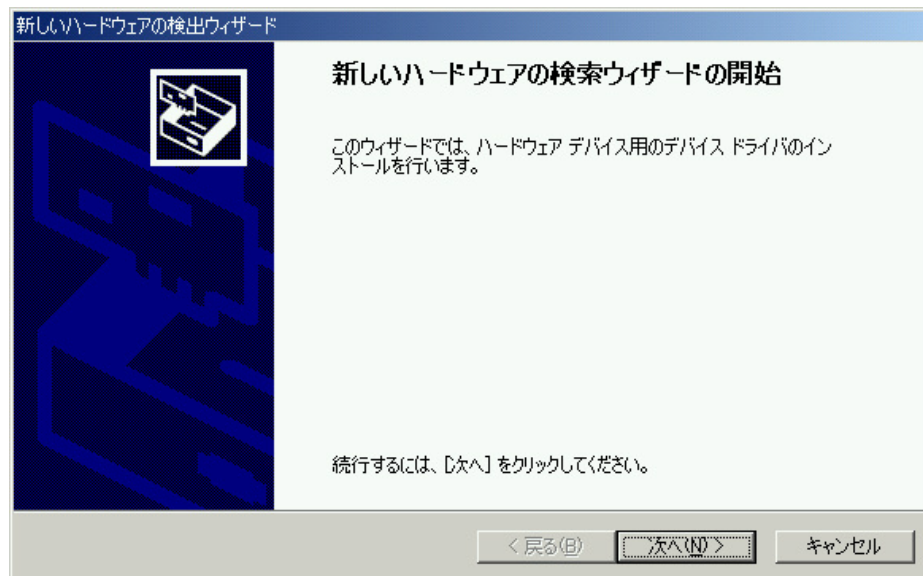 新しいハードウェアの検出ウィザード
新しいハードウェアの検索ウィザードの開始
このウィザードでは、ハードウェア デバイス用のデバイス ドライバのイン
ストールを行います。
続行するには、[次へ] をクリックしてください。
< 戻る(B)
次へ(N) >
キャンセル